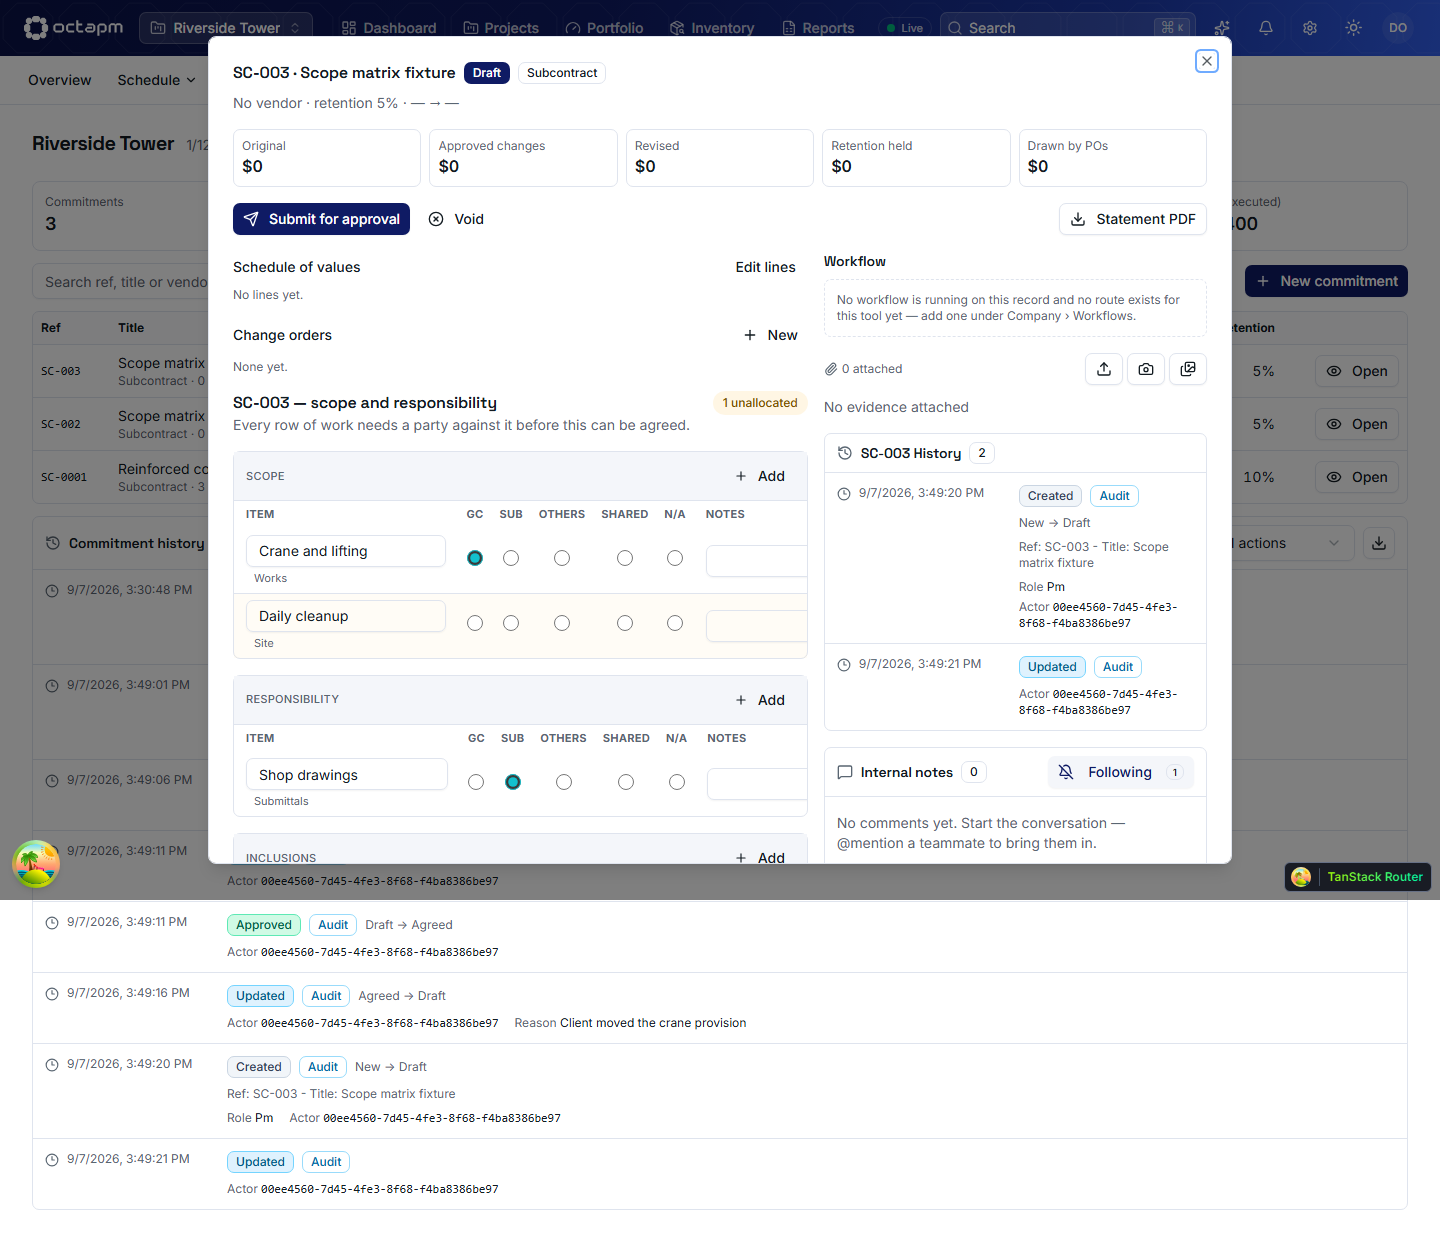 octapm
Riverside Tower
Dashboard
Projects
Portfolio
Inventory
Reports
Live
Search
⌘ K
DO
Overview
Schedule
Riverside Tower 1/12
Commitments
3
Search ref, title or vendo
Ref Title
SC-003 Scope matrix
Subcontract · 0
SC-002 Scope matrix
Subcontract · 0
SC-0001 Reinforced co
Subcontract · 3
xecuted)
New commitment
5% Open
5% Open
10% Open
Commitment history
actions
SC-003 · Scope matrix fixture Draft Subcontract
No vendor · retention 5% · — → —
Original
$0
Approved changes
$0
Revised
$0
Retention held
$0
Drawn by POs
$0
Submit for approval
Void
Statement PDF
Schedule of values
Edit lines
No lines yet.
Change orders
New
None yet.
SC-003 — scope and responsibility
1 unallocated
Every row of work needs a party against it before this can be agreed.
SCOPE
Add
ITEM GC SUB OTHERS SHARED N/A NOTES
Crane and lifting
Works
Daily cleanup
Site
RESPONSIBILITY
Add
ITEM GC SUB OTHERS SHARED N/A NOTES
Shop drawings
Submittals
INCLUSIONS
Add
Workflow
No workflow is running on this record and no route exists for
this tool yet — add one under Company › Workflows.
0 attached
No evidence attached
SC-003 History 2
9/7/2026, 3:49:20 PM Created Audit
New → Draft
Ref: SC-003 - Title: Scope
matrix fixture
Role Pm
Actor 00ee4560-7d45-4fe3-
8f68-f4ba8386be97
9/7/2026, 3:49:21 PM Updated Audit
Actor 00ee4560-7d45-4fe3-
8f68-f4ba8386be97
Internal notes 0
Following 1
No comments yet. Start the conversation —
@mention a teammate to bring them in.
9/7/2026, 3:30:48 PM
9/7/2026, 3:49:01 PM
9/7/2026, 3:49:06 PM
9/7/2026, 3:49:11 PM
Actor 00ee4560-7d45-4fe3-8f68-f4ba8386be97
TanStack Router
9/7/2026, 3:49:11 PM Approved Audit Draft → Agreed
Actor 00ee4560-7d45-4fe3-8f68-f4ba8386be97
9/7/2026, 3:49:16 PM Updated Audit Agreed → Draft
Actor 00ee4560-7d45-4fe3-8f68-f4ba8386be97 Reason Client moved the crane provision
9/7/2026, 3:49:20 PM Created Audit New → Draft
Ref: SC-003 - Title: Scope matrix fixture
Role Pm Actor 00ee4560-7d45-4fe3-8f68-f4ba8386be97
9/7/2026, 3:49:21 PM Updated Audit
Actor 00ee4560-7d45-4fe3-8f68-f4ba8386be97